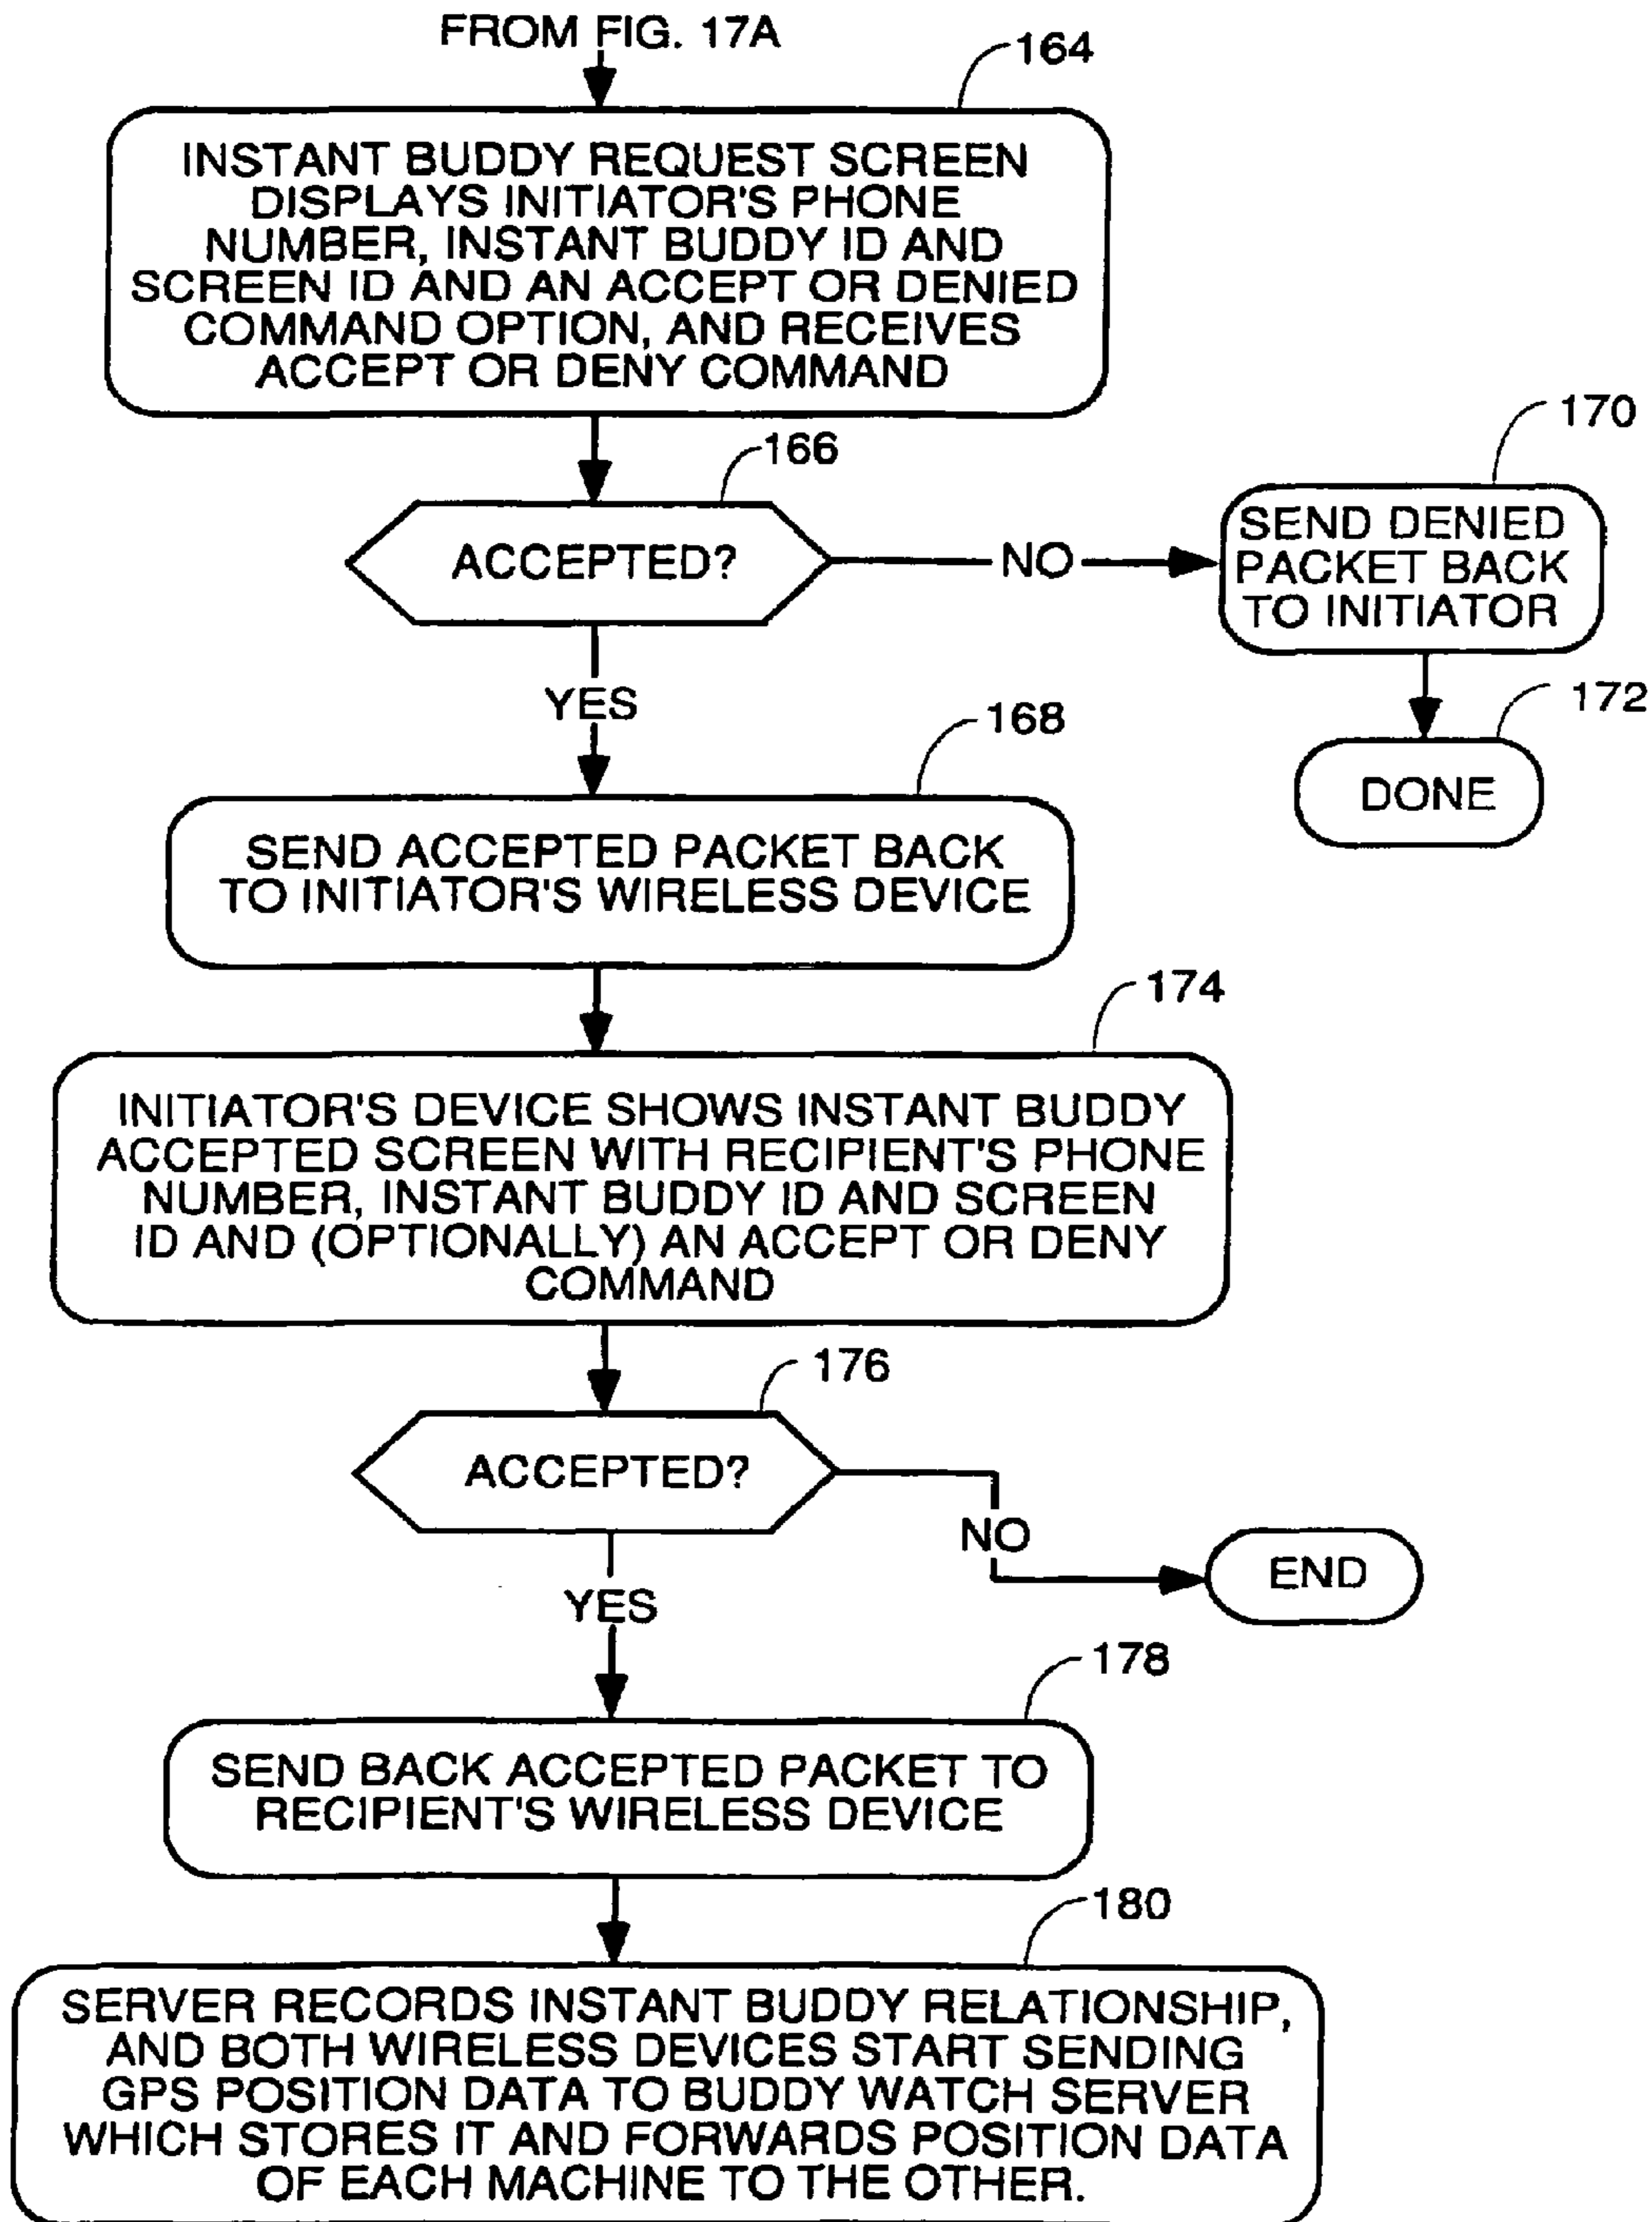 FROM FIG. 17A
164
INSTANT BUDDY REQUEST SCREEN
DISPLAYS INITIATOR'S PHONE
NUMBER, INSTANT BUDDY ID AND
SCREEN ID AND AN ACCEPT OR DENIED
COMMAND OPTION, AND RECEIVES
ACCEPT OR DENY COMMAND
166
ACCEPTED?
NO
170
SEND DENIED
PACKET BACK
TO INITIATOR
172
DONE
YES
168
SEND ACCEPTED PACKET BACK
TO INITIATOR'S WIRELESS DEVICE
174
INITIATOR'S DEVICE SHOWS INSTANT BUDDY
ACCEPTED SCREEN WITH RECIPIENT'S PHONE
NUMBER, INSTANT BUDDY ID AND SCREEN
ID AND (OPTIONALLY) AN ACCEPT OR DENY
COMMAND
176
ACCEPTED?
NO
END
YES
178
SEND BACK ACCEPTED PACKET TO
RECIPIENT'S WIRELESS DEVICE
180
SERVER RECORDS INSTANT BUDDY RELATIONSHIP,
AND BOTH WIRELESS DEVICES START SENDING
GPS POSITION DATA TO BUDDY WATCH SERVER
WHICH STORES IT AND FORWARDS POSITION DATA
OF EACH MACHINE TO THE OTHER.